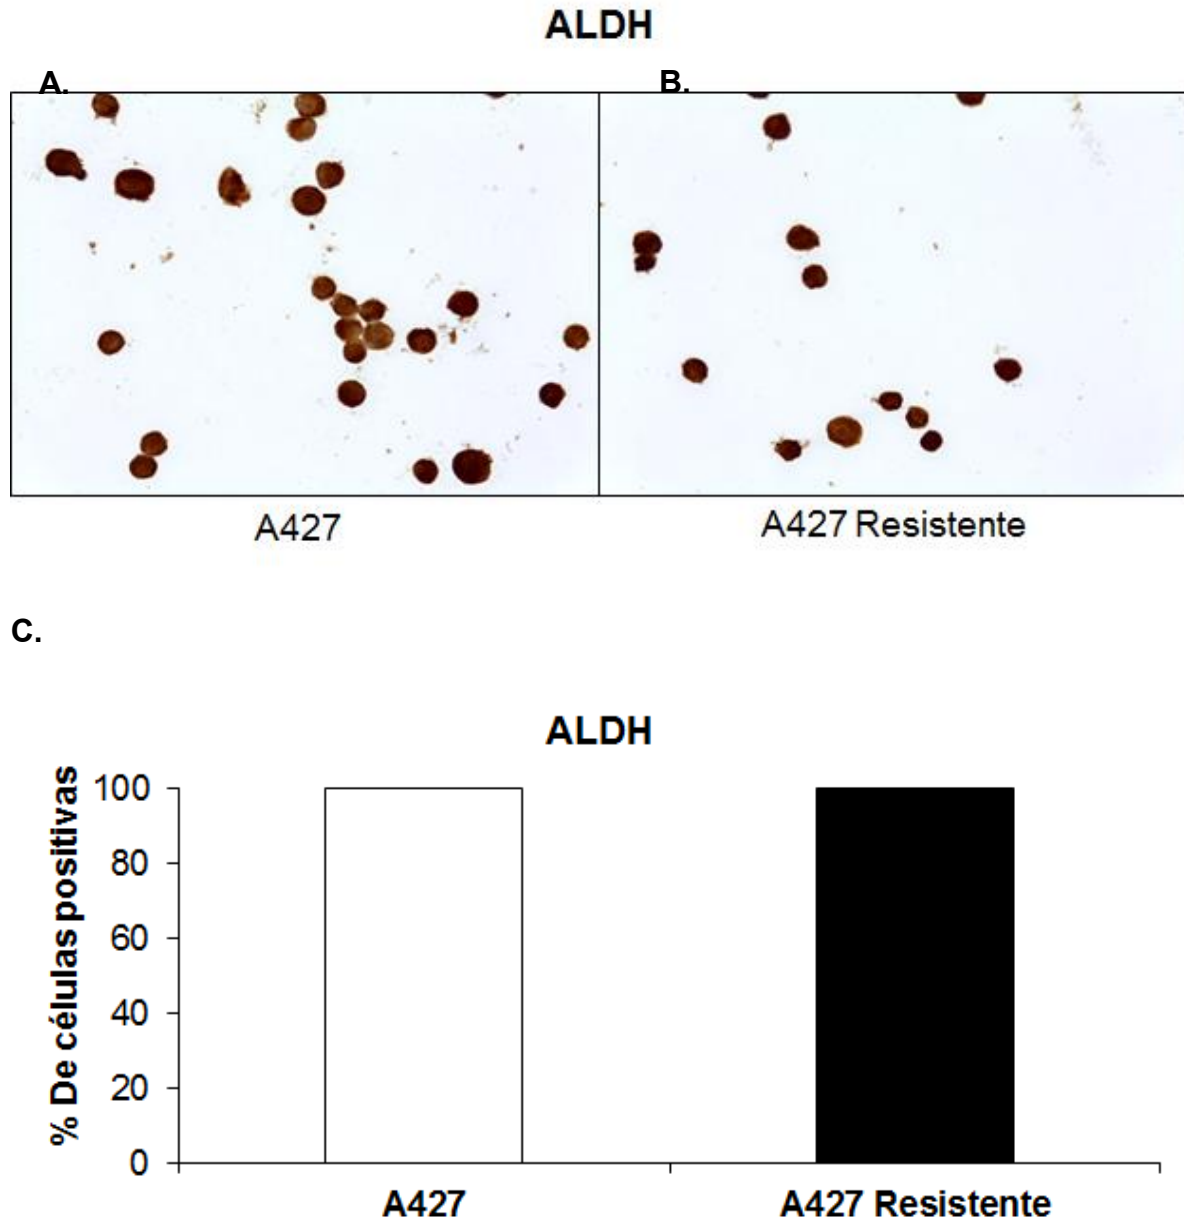 ALDH
A. B.
A427 A427 Resistente
C.
ALDH
% De células positivas
100
80
60
40
20
0
A427 A427 Resistente